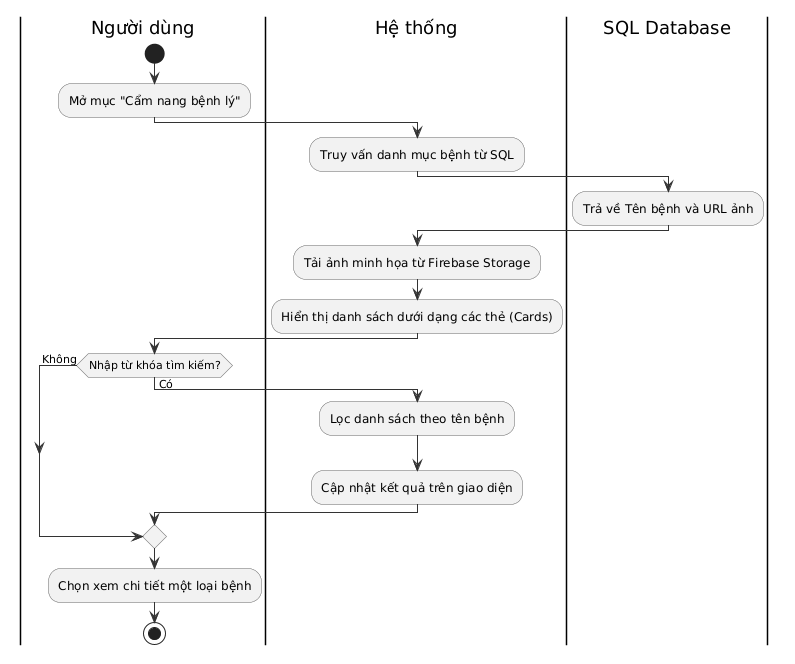 Người dùng
Hệ thống
SQL Database
Mở mục "Cẩm nang bệnh lý"
Truy vấn danh mục bệnh từ SQL
Trả về Tên bệnh và URL ảnh
Tải ảnh minh họa từ Firebase Storage
Hiển thị danh sách dưới dạng các thẻ (Cards)
Không
Nhập từ khóa tìm kiếm?
Có
Lọc danh sách theo tên bệnh
Cập nhật kết quả trên giao diện
Chọn xem chi tiết một loại bệnh